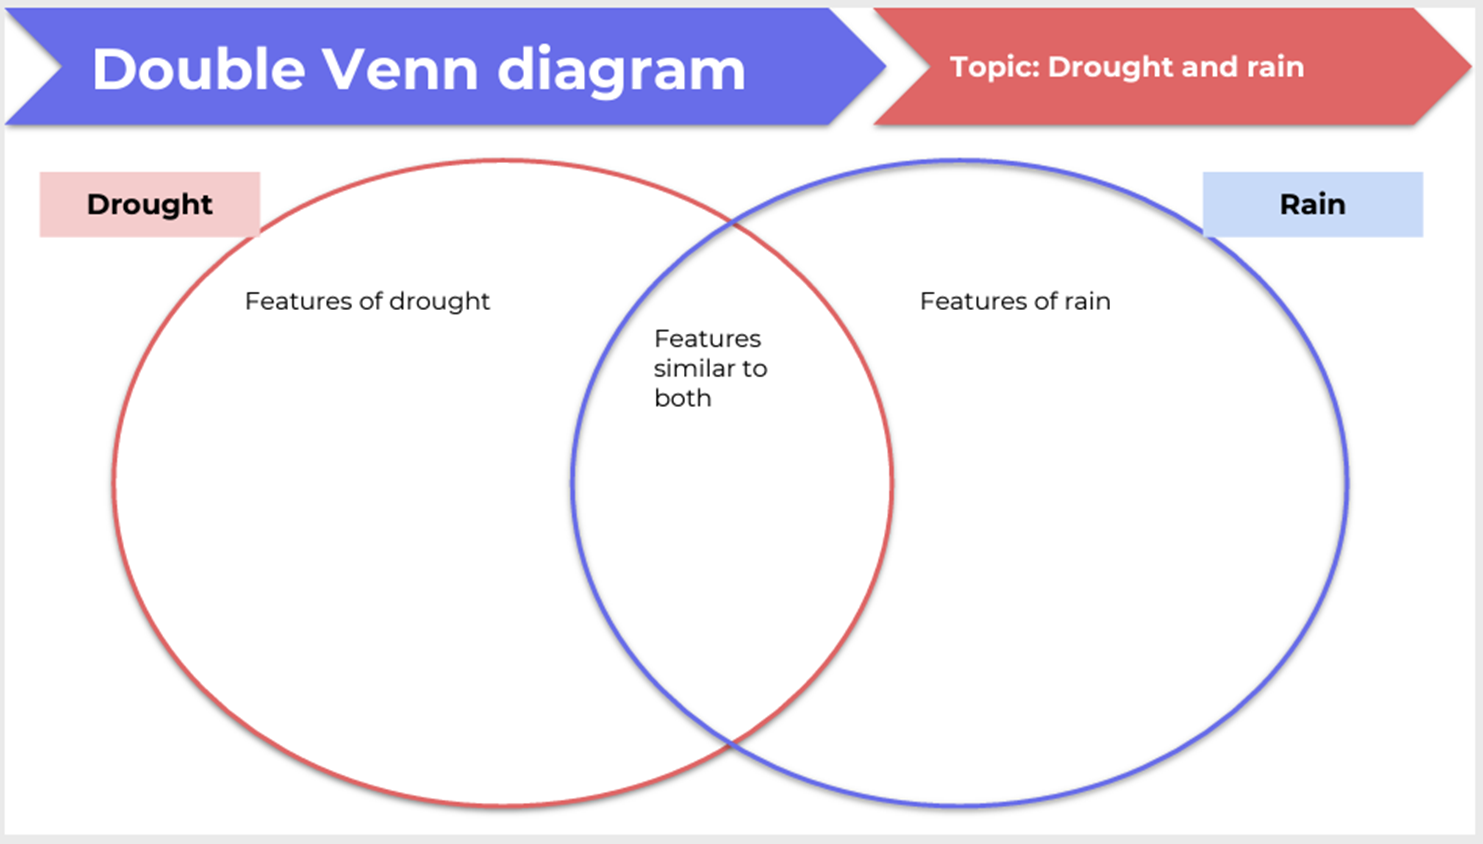 Double Venn diagram
Topic: Drought and rain
Drought
Rain
Features of drought
Features
similar to
both
Features of rain